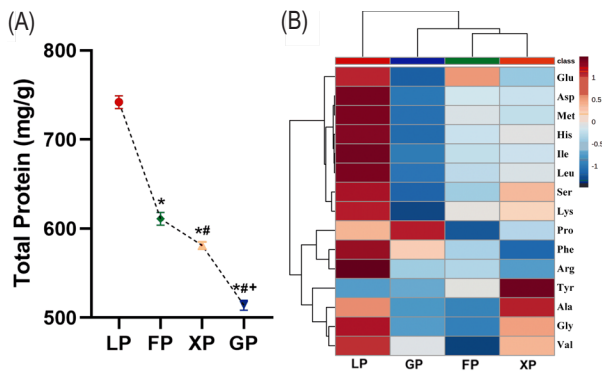 (A)
Total Protein (mg/g)
800
700
600
500
*
*#
*#+
LP FP XP GP
(B)
class
Glu
Asp
Met
His
Ile
Leu
Ser
Lys
Pro
Phe
Arg
Tyr
Ala
Gly
Val
LP GP FP XP
1
0.5
0
-0.5
-1